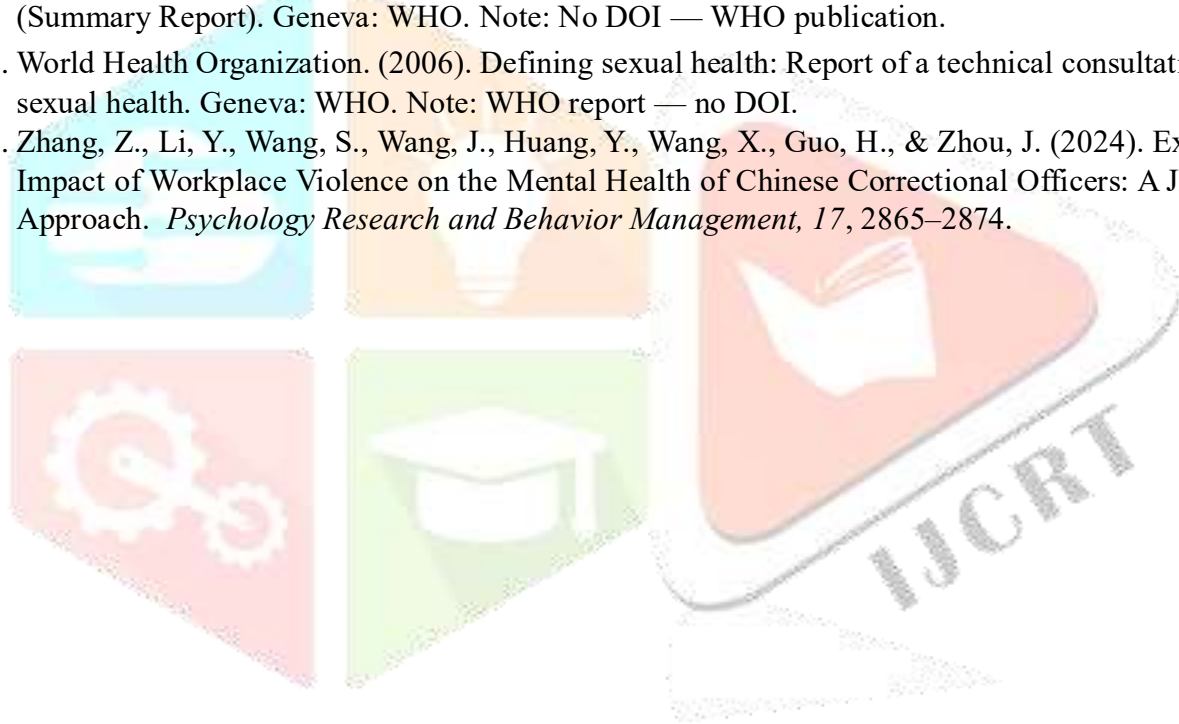 (Summary Report). Geneva: WHO. Note: No DOI — WHO publication.
. World Health Organization. (2006). Defining sexual health: Report of a technical
sexual health. Geneva: WHO. Note: WHO report — no DOI.
. Zhang, Z., Li, Y., Wang, S., Wang, J., Huang, Y., Wang, X., Guo, H., & Zhou, J. (2024).
Impact of Workplace Violence on the Mental Health of Chinese Correctional Officers: A
Approach. Psychology Research and Behavior Management, 17, 2865–2874.
IJCRT